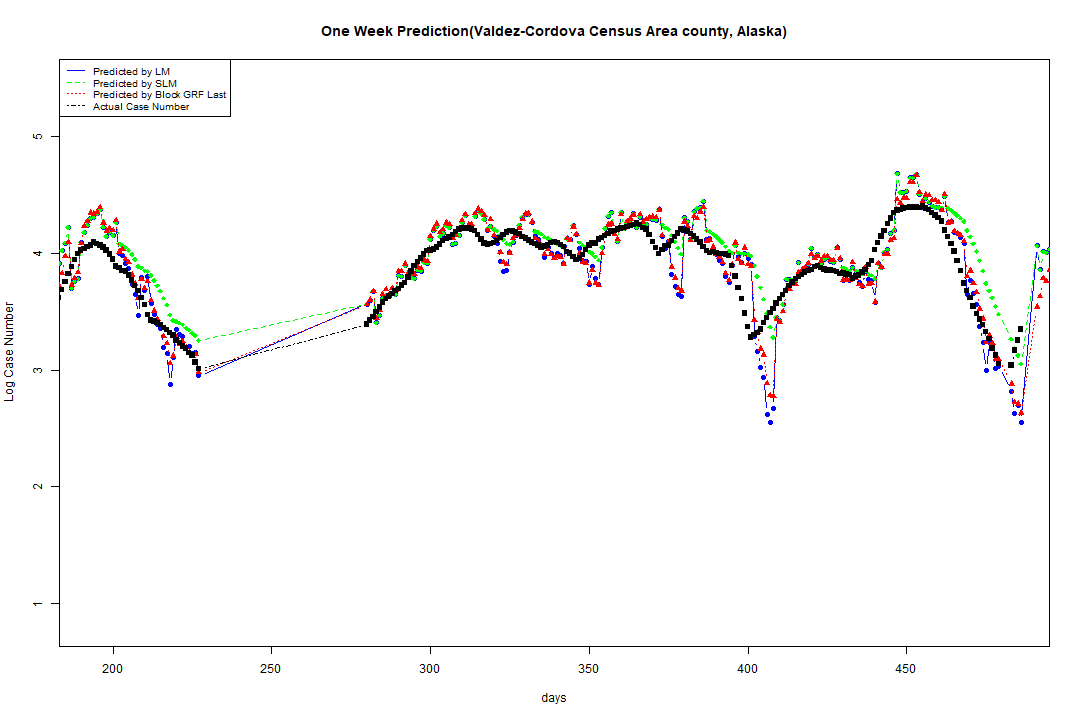 One Week Prediction(Valdez-Cordova Census Area county, Alaska)
Predicted by LM
Predicted by SLM
Predicted by Block GRF Last
Actual Case Number
5
4
3
2
1
Log Case Number
200 250 300 350 400 450
days